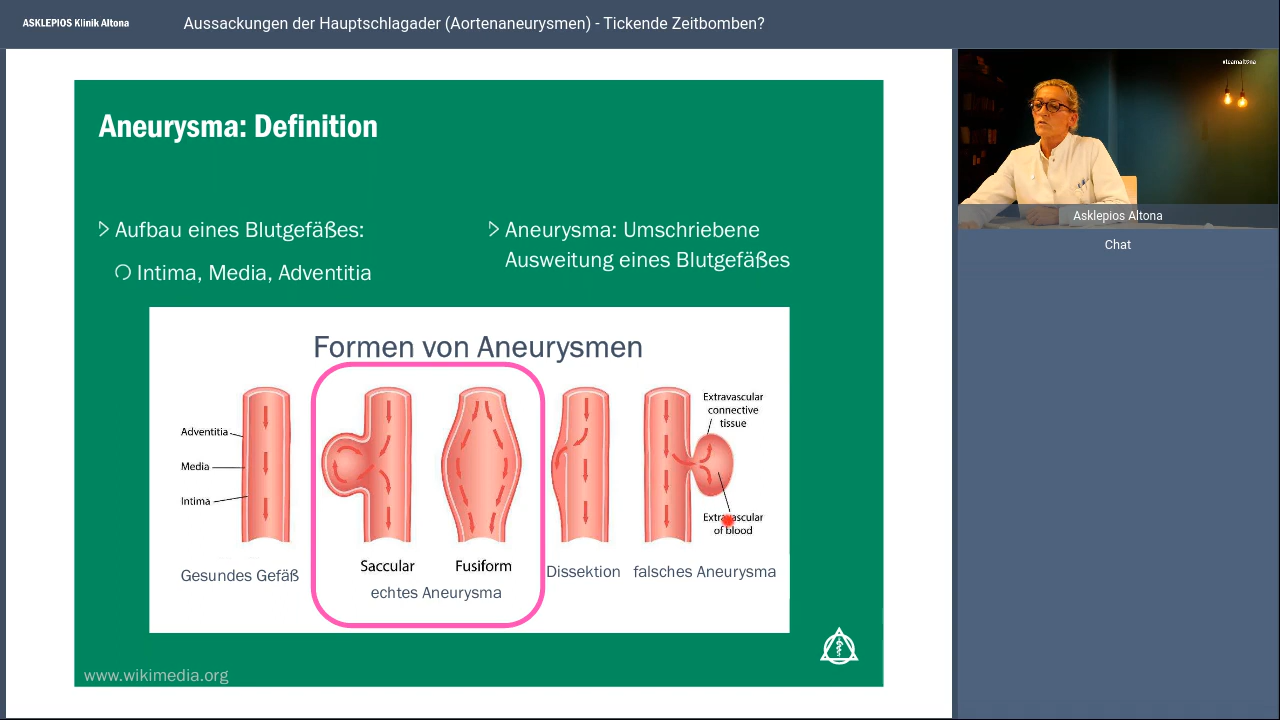 ASKLEPIOS Klinik Altona
Aussackungen der Hauptschlagader (Aortenaneurysmen) - Tickende Zeitbomben?
#teamaltona
Asklepios Altona
Chat
Aneurysma: Definition
Aufbau eines Blutgefäßes:
Intima, Media, Adventitia
Aneurysma: Umschriebene
Ausweitung eines Blutgefäßes
Formen von Aneurysmen
Adventitia
Media
Intima
Extravascular
connective
tissue
Extravascular
of blood
Gesundes Gefäß
Saccular
Fusiform
echtes Aneurysma
Dissektion
falsches Aneurysma
www.wikimedia.org